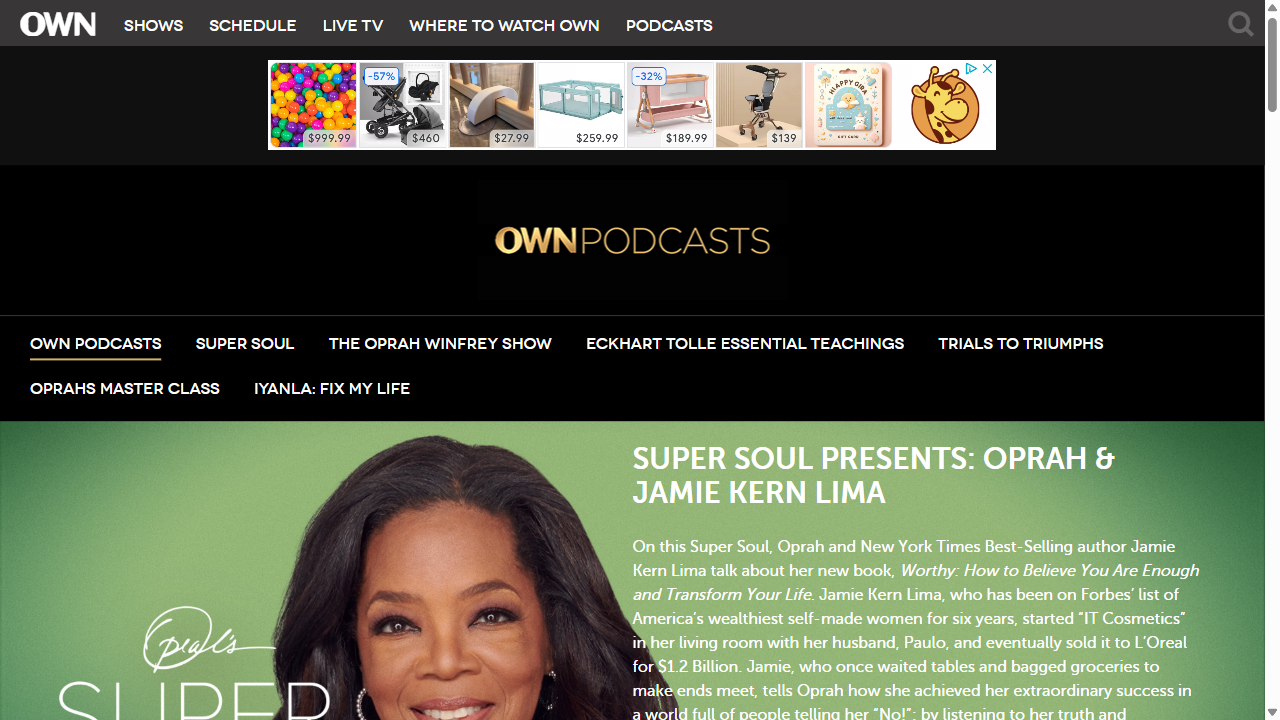 OWN SHOWS SCHEDULE LIVE TV WHERE TO WATCH OWN PODCASTS
-57% -32% HAPPY GIRA
GIFT CARD
$999.99 $460 $27.99 $259.99 $189.99 $139
OWN PODCASTS
OWN PODCASTS SUPER SOUL THE OPRAH WINFREY SHOW ECKHART TOLLE ESSENTIAL TEACHINGS TRIALS TO TRIUMPHS
OPRAHS MASTER CLASS IYANLA: FIX MY LIFE
Oprah's
SUPER
SUPER SOUL PRESENTS: OPRAH &
JAMIE KERN LIMA
On this Super Soul, Oprah and New York Times Best-Selling author Jamie
Kern Lima talk about her new book, Worthy: How to Believe You Are Enough
and Transform Your Life. Jamie Kern Lima, who has been on Forbes’ list of
America’s wealthiest self-made women for six years, started “IT Cosmetics”
in her living room with her husband, Paulo, and eventually sold it to L’Oreal
for $1.2 Billion. Jamie, who once waited tables and bagged groceries to
make ends meet, tells Oprah how she achieved her extraordinary success in
a world full of people telling her “No!”: by listening to her truth and